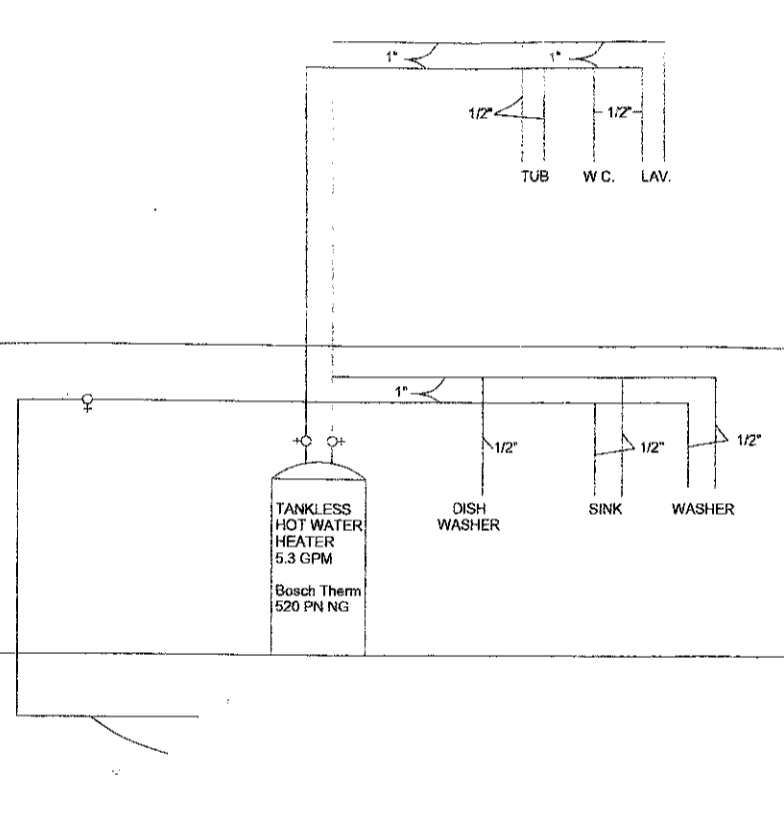 1"
1"
1/2"
1/2"
TUB
W C.
LAV.
1"
1/2"
1/2"
1/2"
DISH
WASHER
SINK
WASHER
TANKLESS
HOT WATER
HEATER
5.3 GPM
Bosch Therm
520 PN NG